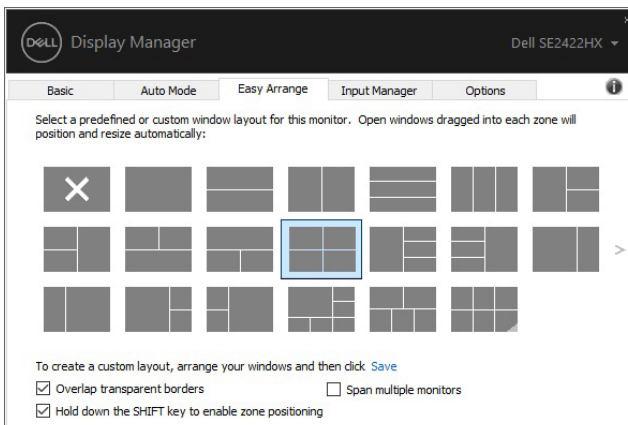 DELL Display Manager Dell SE2422HX
Basic Auto Mode Easy Arrange Input Manager Options
Select a predefined or custom window layout for this monitor. Open windows dragged into each zone will
position and resize automatically:
To create a custom layout, arrange your windows and then click Save
Overlap transparent borders Span multiple monitors
Hold down the SHIFT key to enable zone positioning